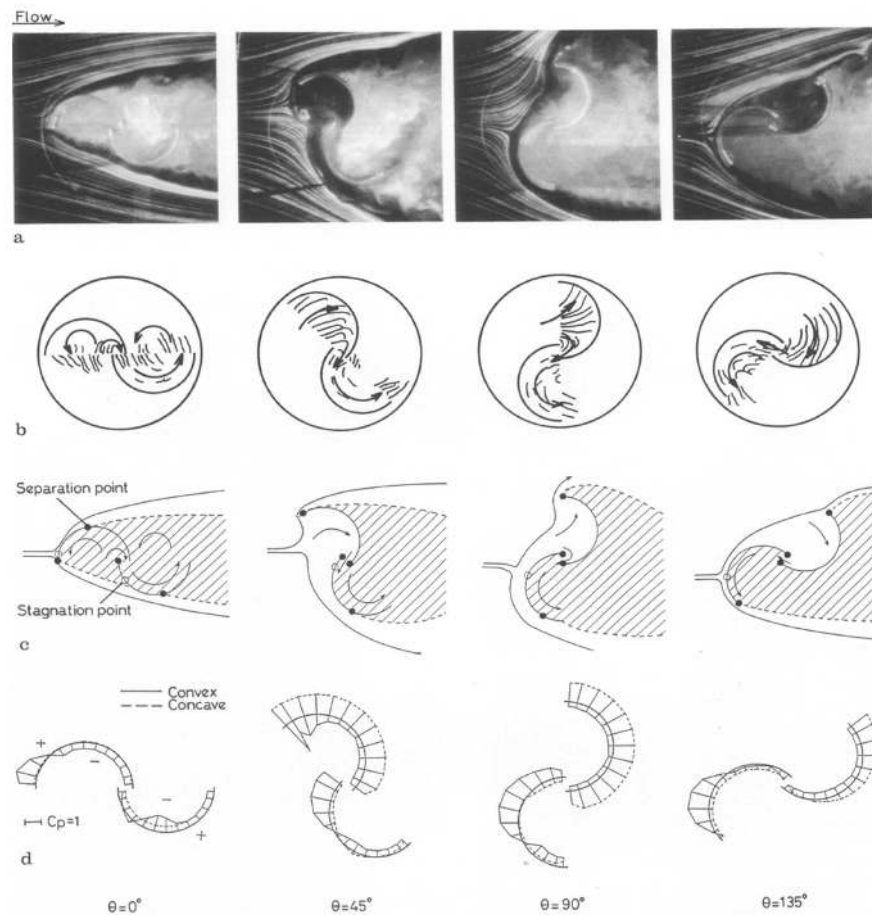 Flow
a
b
Separation point
Stagnation point
c
Convex
Concave
+
−
−
+
Cp=1
d
θ=0° θ=45° θ=90° θ=135°